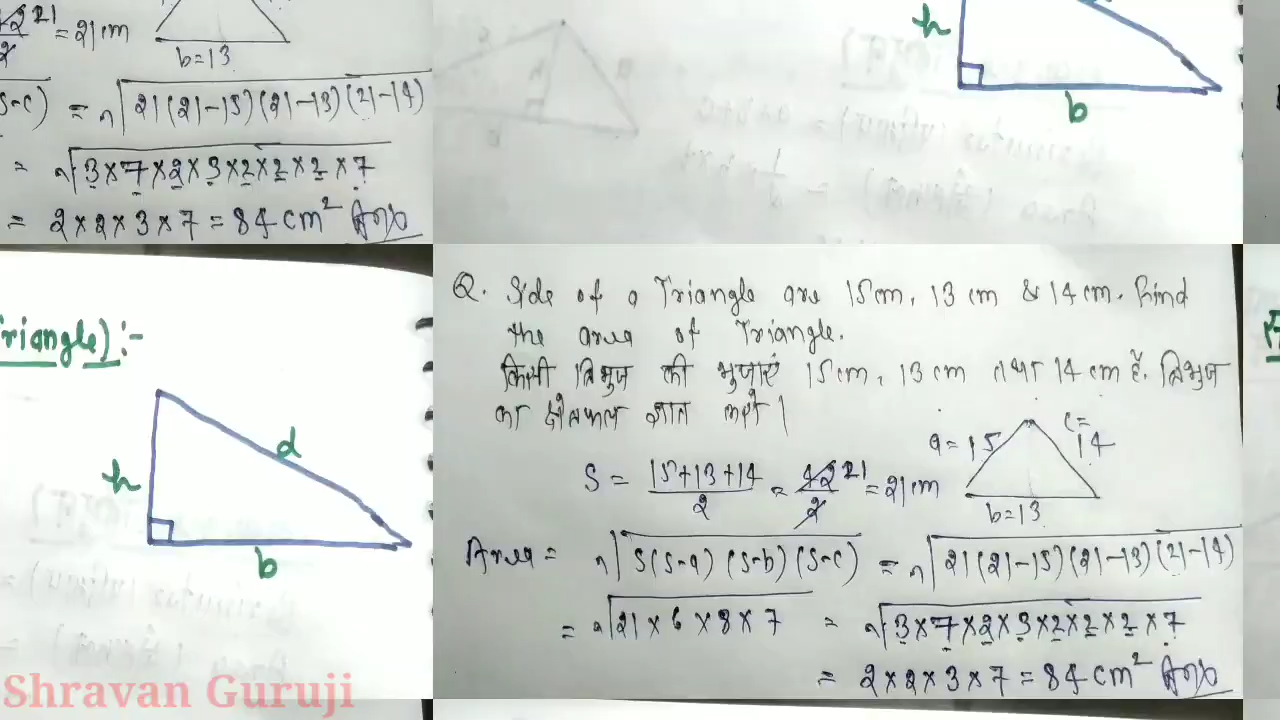 = 21 cm
b=13
s-c) = √21(21-15)(21-13)(21-14)
= √3×7×2×3×2×2×2×7
= 2×2×3×7 = 84 cm² Ans
h
b
Triangle):-
h
d
b
Q. Side of a Triangle are 15cm, 13 cm & 14 cm. Find
the area of Triangle.
किसी त्रिभुज की भुजाएं 15cm, 13 cm तथा 14 cm हैं. त्रिभुज
का क्षेत्रफल ज्ञात करो।
a=15
c=
14
b=13
S = 15+13+14 / 2 = 42 / 2 21 = 21 cm
Area = √s(s-a)(s-b)(s-c) = √21(21-15)(21-13)(21-14)
= √21×6×8×7 = √3×7×2×3×2×2×2×7
= 2×2×3×7 = 84 cm² Ans
Shravan Guruji